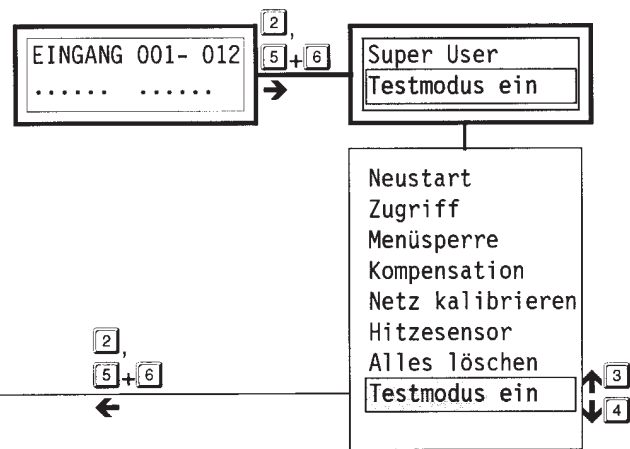 2,
5 + 6
EINGANG 001- 012
...... ......
Super User
Testmodus ein
Neustart
Zugriff
Menüsperre
Kompensation
Netz kalibrieren
Hitzesensor
Alles löschen
Testmodus ein
3
4
2,
5 + 6